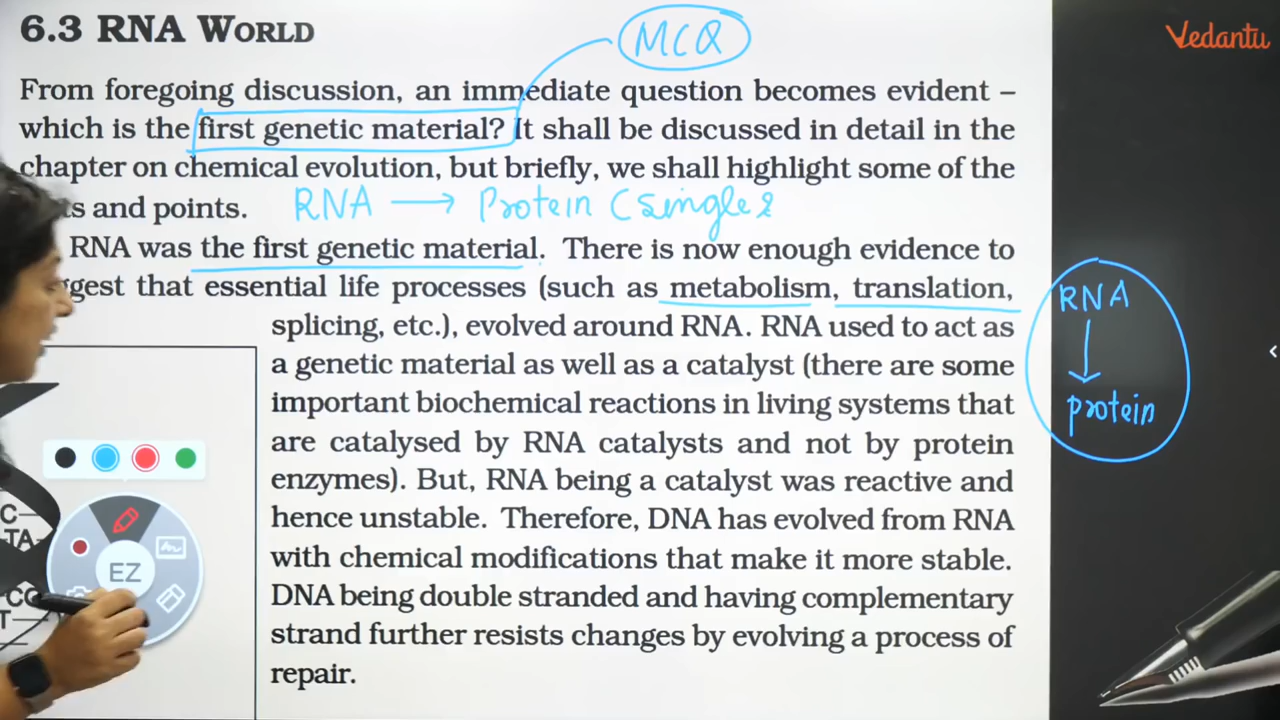 6.3 RNA WORLD
MCQ
Vedantu
From foregoing discussion, an immediate question becomes evident –
which is the first genetic material? It shall be discussed in detail in the
chapter on chemical evolution, but briefly, we shall highlight some of the
and points.
RNA → Protein (single
RNA was the first genetic material. There is now enough evidence to
that essential life processes (such as metabolism, translation,
splicing, etc.), evolved around RNA. RNA used to act as
a genetic material as well as a catalyst (there are some
important biochemical reactions in living systems that
are catalysed by RNA catalysts and not by protein
enzymes). But, RNA being a catalyst was reactive and
hence unstable. Therefore, DNA has evolved from RNA
with chemical modifications that make it more stable.
DNA being double stranded and having complementary
strand further resists changes by evolving a process of
repair.
RNA
↓
protein
EZ